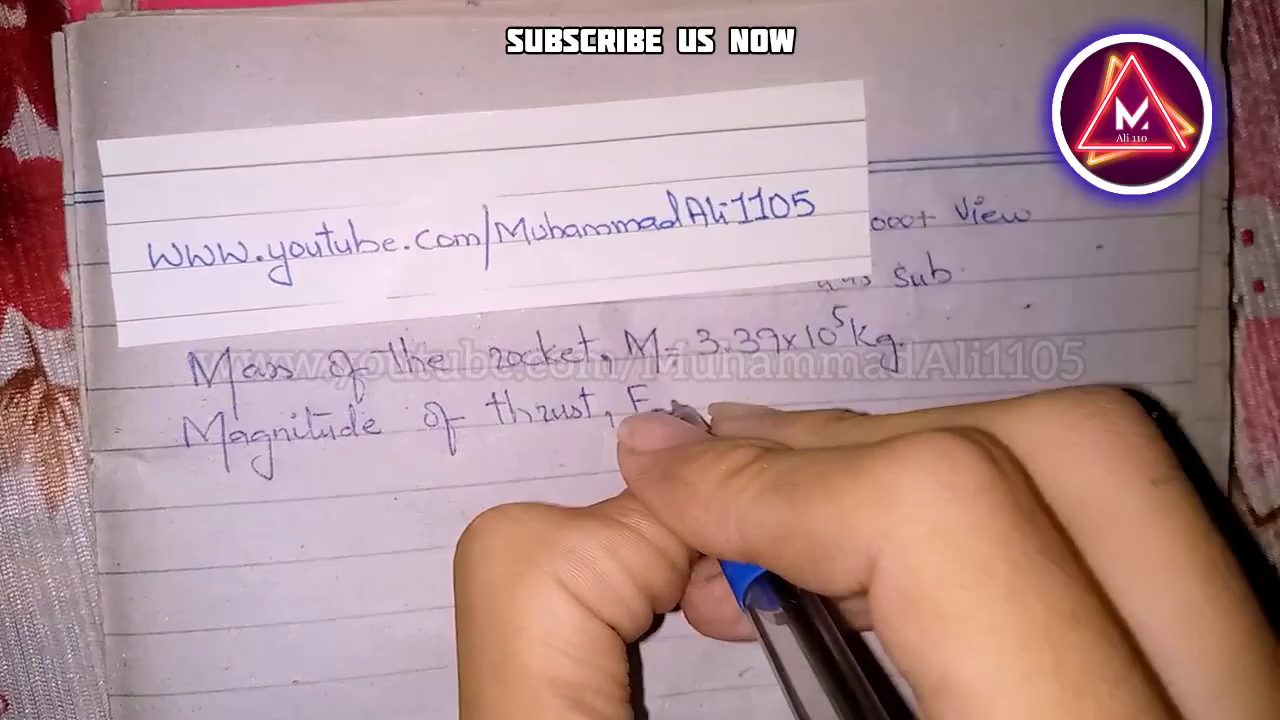 SUBSCRIBE US NOW
M
Ali 110
www.youtube.com/MuhammadAli1105
000+ View
sub
www.youtube.com/MuhammadAli1105
Mass of the rocket, M = 3.37x10⁵ kg.
Magnitude of thrust, F